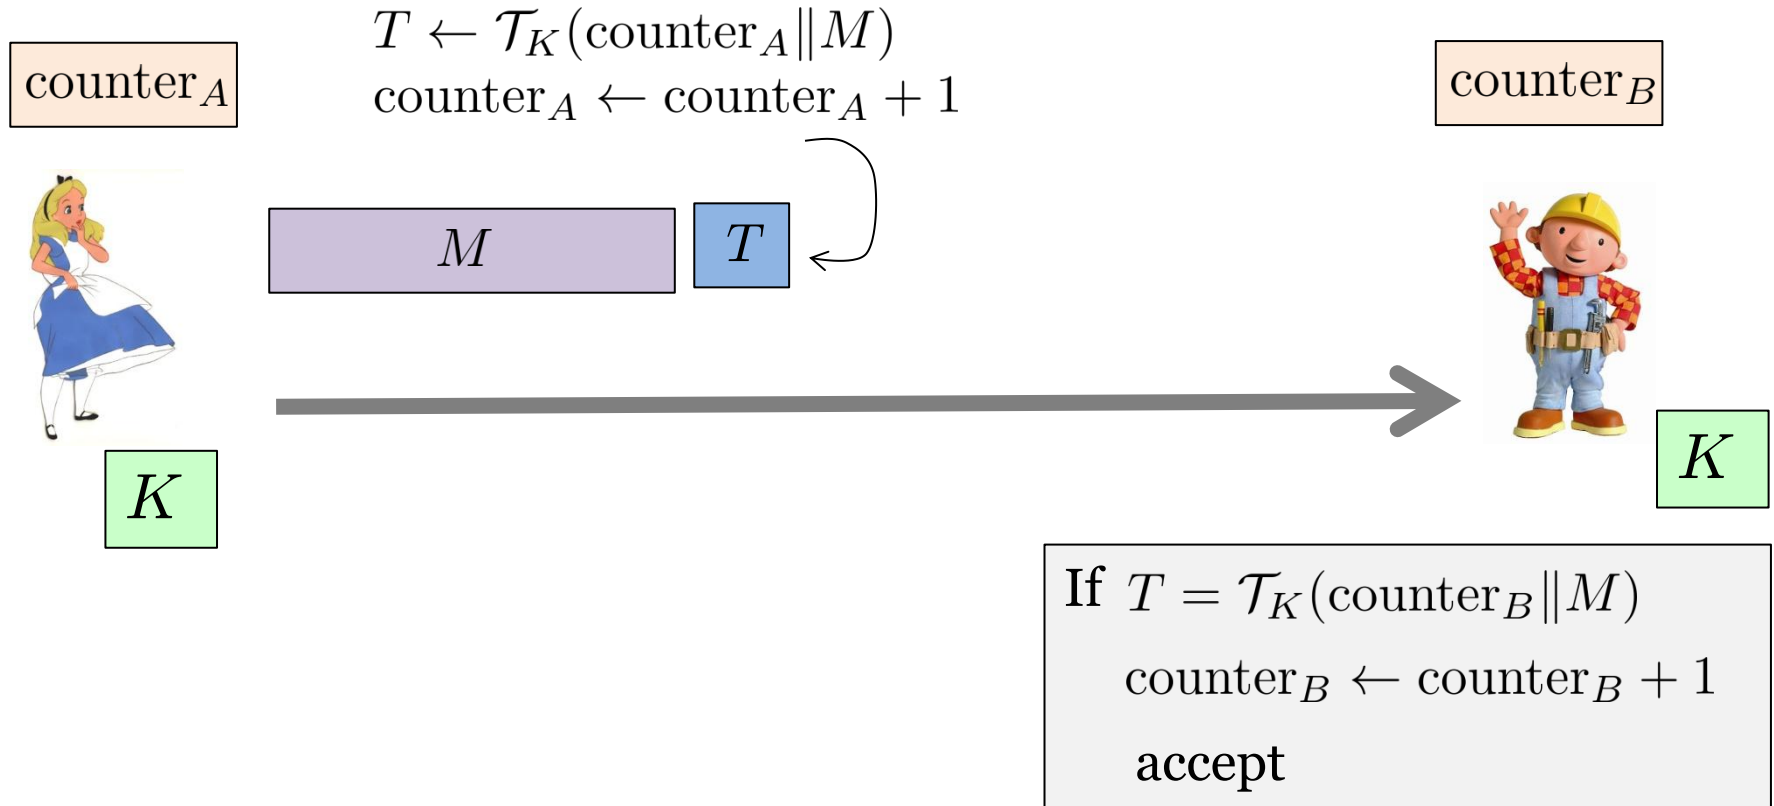 T ← 𝒯_K(counter_A∥M)
counter_A
counter_A ← counter_A + 1
counter_B
M
T
K
K
If T = 𝒯_K(counter_B∥M)
counter_B ← counter_B + 1
accept